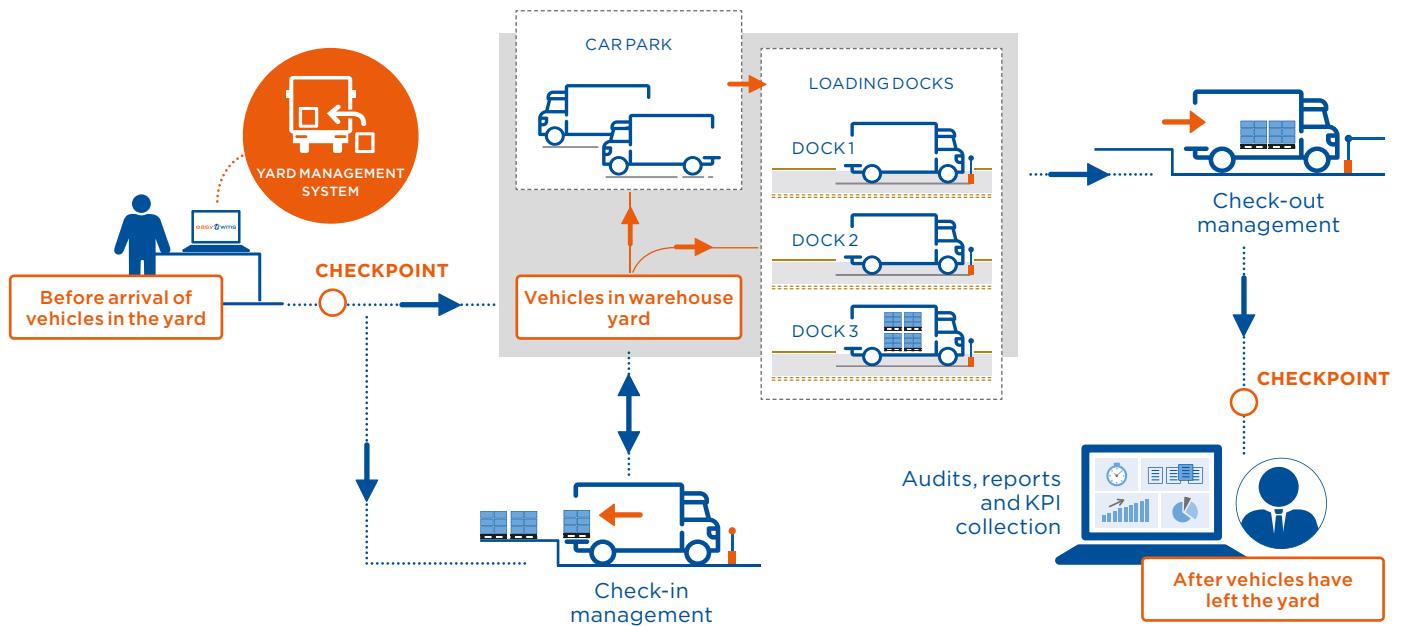 CAR PARK
LOADING DOCKS
DOCK 1
DOCK 2
DOCK 3
YARD MANAGEMENT
SYSTEM
easy wms
Before arrival of
vehicles in the yard
CHECKPOINT
Vehicles in warehouse
yard
Check-in
management
Check-out
management
CHECKPOINT
Audits, reports
and KPI
collection
After vehicles have
left the yard